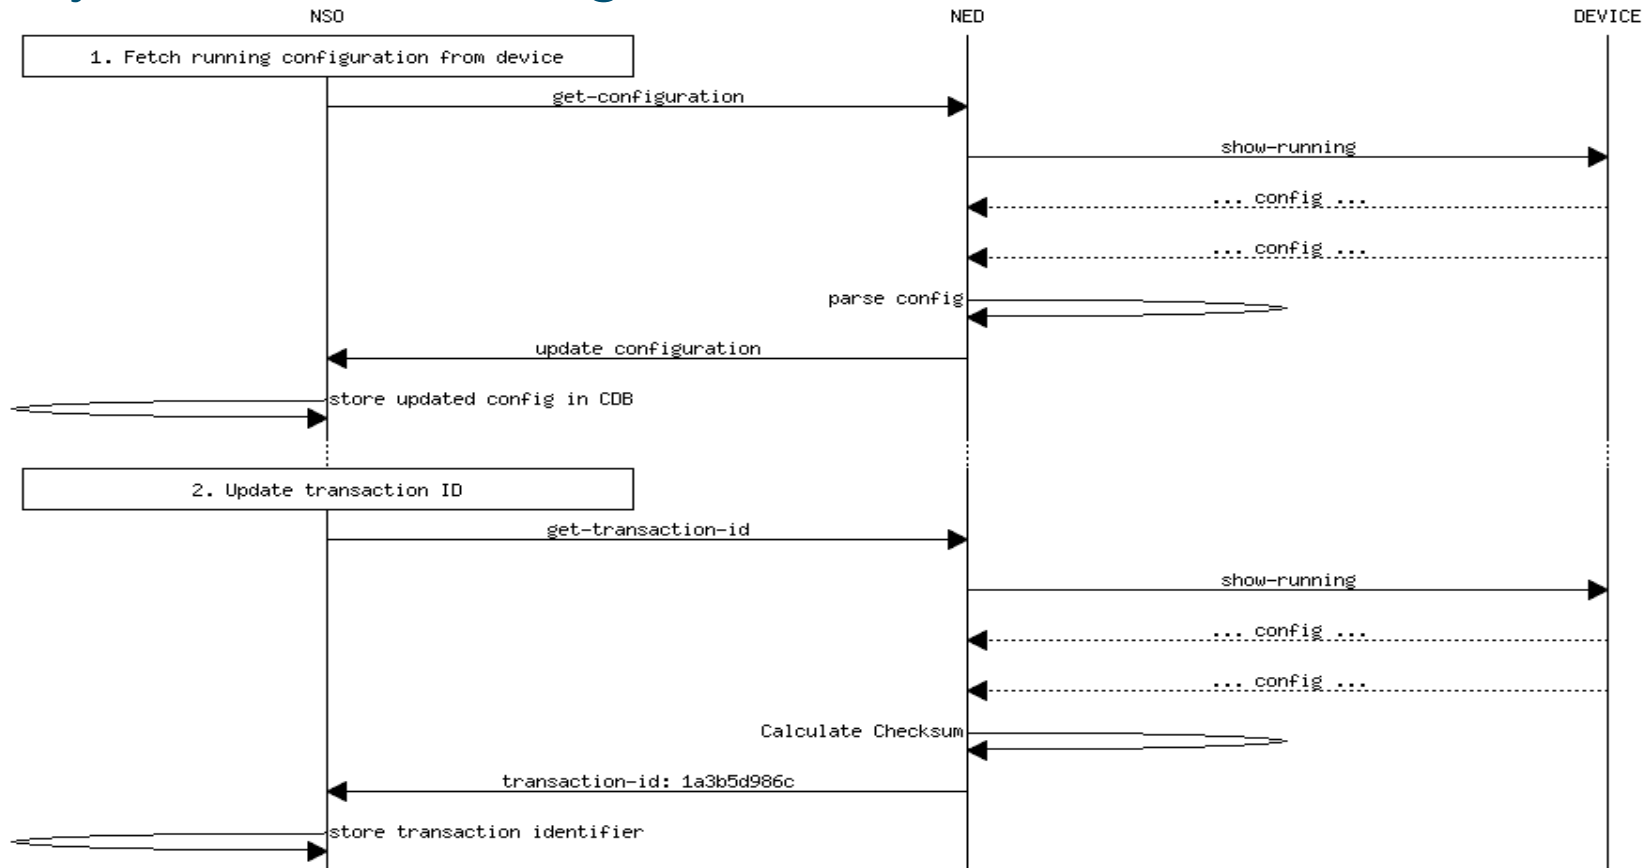 NSO NED DEVICE
1. Fetch running configuration from device
get-configuration
show-running
... config ...
... config ...
parse config
update configuration
store updated config in CDB
2. Update transaction ID
get-transaction-id
show-running
... config ...
... config ...
Calculate Checksum
transaction-id: 1a3b5d986c
store transaction identifier